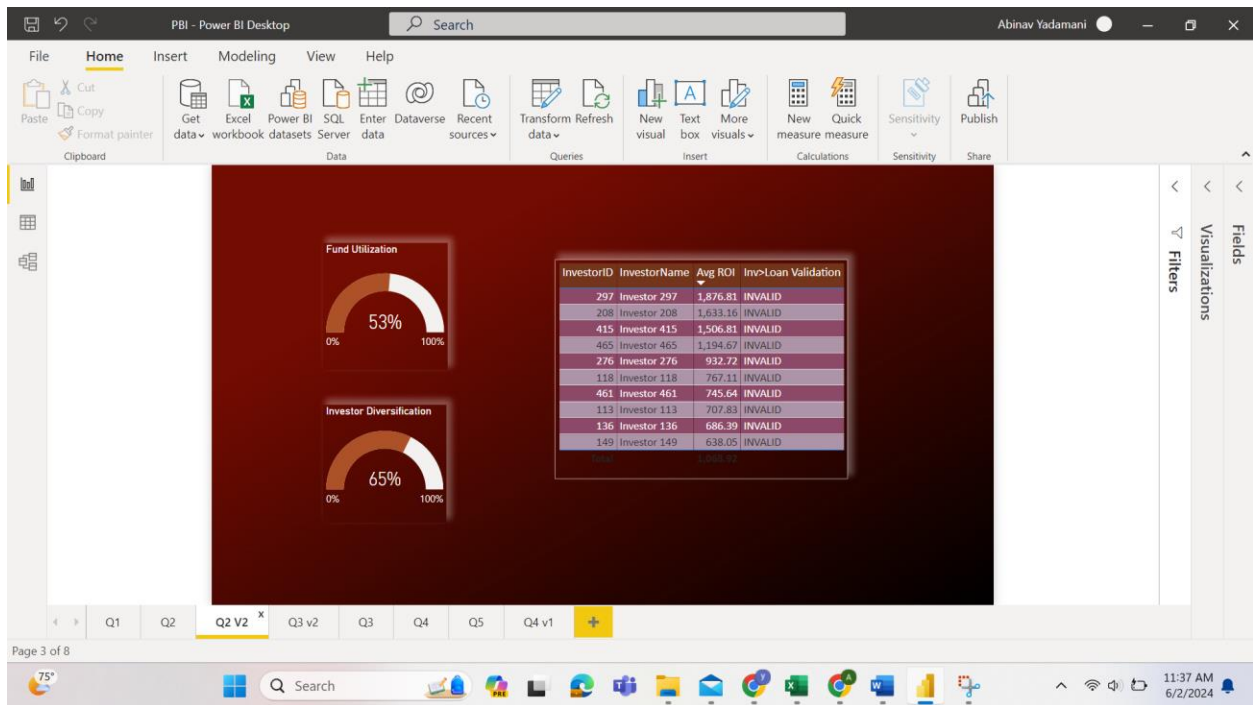 PBI - Power BI Desktop
Search
Abinav Yadamani
File Home Insert Modeling View Help
Paste
Cut
Copy
Format painter
Clipboard
Get data
Excel workbook
Power BI datasets
SQL Server
Enter data
Dataverse
Recent sources
Data
Transform data
Refresh
Queries
New visual
Text box
More visuals
Insert
New measure
Quick measure
Calculations
Sensitivity
Sensitivity
Publish
Share
Fund Utilization
53%
0% 100%
Investor Diversification
65%
0% 100%
InvestorID InvestorName Avg ROI Inv>Loan Validation
297 Investor 297 1,876.81 INVALID
208 Investor 208 1,633.16 INVALID
415 Investor 415 1,506.81 INVALID
465 Investor 465 1,194.67 INVALID
276 Investor 276 932.72 INVALID
118 Investor 118 767.11 INVALID
461 Investor 461 745.64 INVALID
113 Investor 113 707.83 INVALID
136 Investor 136 686.39 INVALID
149 Investor 149 638.05 INVALID
Total
Filters
Visualizations
Fields
Q1 Q2 Q2 V2 Q3 v2 Q3 Q4 Q5 Q4 v1
Page 3 of 8
75°
Search
11:37 AM
6/2/2024